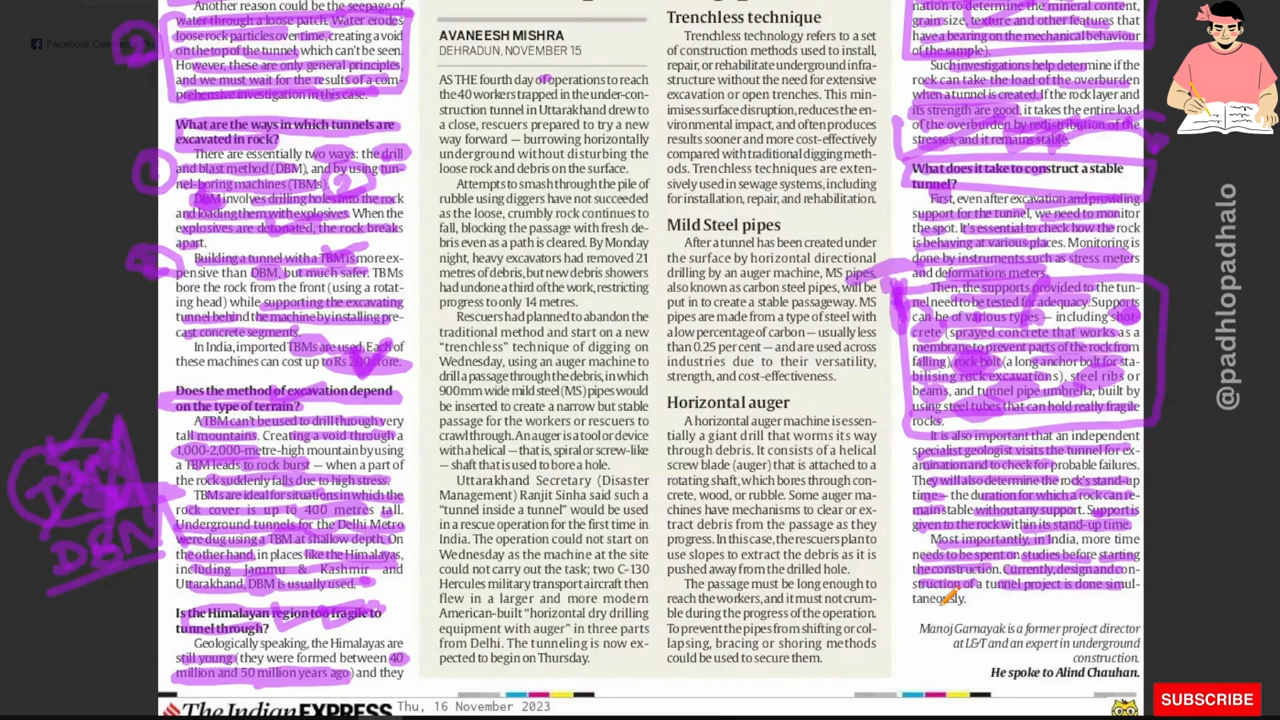 Another reason could be the seepage of
water through a loose patch. Water erodes
loose rock particles over time, creating a void
on the top of the tunnel, which can't be seen.
However, these are only general principles,
and we must wait for the results of a com-
prehensive investigation in this case.
What are the ways in which tunnels are
excavated in rock?
There are essentially two ways: the drill
and blast method (DBM), and by using tun-
nel-boring machines (TBMs).
DBM involves drilling holes into the rock
and loading them with explosives. When the
explosives are detonated, the rock breaks
apart.
Building a tunnel with a TBM is more ex-
pensive than DBM, but much safer. TBMs
bore the rock from the front (using a rotat-
ing head) while supporting the excavating
tunnel behind the machine by installing pre-
cast concrete segments.
In India, imported TBMs are used. Each of
these machines can cost up to Rs 200 crore.
Does the method of excavation depend
on the type of terrain?
A TBM can't be used to drill through very
tall mountains. Creating a void through a
1,000-2,000-metre-high mountain by using
a TBM leads to rock burst — when a part of
the rock suddenly falls due to high stress.
TBMs are ideal for situations in which the
rock cover is up to 400 metres tall.
Underground tunnels for the Delhi Metro
were dug using a TBM at shallow depth. On
the other hand, in places like the Himalayas,
including Jammu & Kashmir and
Uttarakhand, DBM is usually used.
Is the Himalayan region too fragile to
tunnel through?
Geologically speaking, the Himalayas are
still young (they were formed between 40
million and 50 million years ago) and they
AVANEESH MISHRA
DEHRADUN, NOVEMBER 15
AS THE fourth day of operations to reach
the 40 workers trapped in the under-con-
struction tunnel in Uttarakhand drew to
a close, rescuers prepared to try a new
way forward — burrowing horizontally
underground without disturbing the
loose rock and debris on the surface.
Attempts to smash through the pile of
rubble using diggers have not succeeded
as the loose, crumbly rock continues to
fall, blocking the passage with fresh de-
bris even as a path is cleared. By Monday
night, heavy excavators had removed 21
metres of debris, but new debris showers
had undone a third of the work, restricting
progress to only 14 metres.
Rescuers had planned to abandon the
traditional method and start on a new
"trenchless" technique of digging on
Wednesday, using an auger machine to
drill a passage through the debris, in which
900 mm wide mild steel (MS) pipes would
be inserted to create a narrow but stable
passage for the workers or rescuers to
crawl through. An auger is a tool or device
with a helical — that is, spiral or screw-like
— shaft that is used to bore a hole.
Uttarakhand Secretary (Disaster
Management) Ranjit Sinha said such a
"tunnel inside a tunnel" would be used
in a rescue operation for the first time in
India. The operation could not start on
Wednesday as the machine at the site
could not carry out the task; two C-130
Hercules military transport aircraft then
flew in a larger and more modern
American-built "horizontal dry drilling
equipment with auger" in three parts
from Delhi. The tunneling is now ex-
pected to begin on Thursday.
Trenchless technique
Trenchless technology refers to a set
of construction methods used to install,
repair, or rehabilitate underground infra-
structure without the need for extensive
excavation or open trenches. This min-
imises surface disruption, reduces the en-
vironmental impact, and often produces
results sooner and more cost-effectively
compared with traditional digging meth-
ods. Trenchless techniques are exten-
sively used in sewage systems, including
for installation, repair, and rehabilitation.
Mild Steel pipes
After a tunnel has been created under
the surface by horizontal directional
drilling by an auger machine, MS pipes,
also known as carbon steel pipes, will be
put in to create a stable passageway. MS
pipes are made from a type of steel with
a low percentage of carbon — usually less
than 0.25 per cent — and are used across
industries due to their versatility,
strength, and cost-effectiveness.
Horizontal auger
A horizontal auger machine is essen-
tially a giant drill that worms its way
through debris. It consists of a helical
screw blade (auger) that is attached to a
rotating shaft, which bores through con-
crete, wood, or rubble. Some auger ma-
chines have mechanisms to clear or ex-
tract debris from the passage as they
progress. In this case, the rescuers plan to
use slopes to extract the debris as it is
pushed away from the drilled hole.
The passage must be long enough to
reach the workers, and it must not crum-
ble during the progress of the operation.
To prevent the pipes from shifting or col-
lapsing, bracing or shoring methods
could be used to secure them.
nation to determine the mineral content,
grain size, texture and other features that
have a bearing on the mechanical behaviour
of the sample).
Such investigations help determine if the
rock can take the load of the overburden
when a tunnel is created. If the rock layer and
its strength are good, it takes the entire load
of the overburden by redistribution of the
stresses, and it remains stable.
What does it take to construct a stable
tunnel?
First, even after excavation and providing
support for the tunnel, we need to monitor
the spot. It's essential to check how the rock
is behaving at various places. Monitoring is
done by instruments such as stress meters
and deformations meters.
Then, the supports provided to the tun-
nel need to be tested for adequacy. Supports
can be of various types — including shot-
crete (sprayed concrete that works as a
membrane to prevent parts of the rock from
falling), rock bolt (a long anchor bolt for sta-
bilising rock excavations), steel ribs or
beams, and tunnel pipe umbrella, built by
using steel tubes that can hold really fragile
rocks.
It is also important that an independent
specialist geologist visits the tunnel for ex-
amination and to check for probable failures.
They will also determine the rock's stand-up
time — the duration for which a rock can re-
main stable without any support. Support is
given to the rock within its stand-up time.
Most importantly, in India, more time
needs to be spent on studies before starting
the construction. Currently, design and con-
struction of a tunnel project is done simul-
taneously.
Manoj Garnayak is a former project director
at L&T and an expert in underground
construction.
He spoke to Alind Chauhan.
The Indian EXPRESS
Thu, 16 November 2023
@padhlopadhalo
SUBSCRIBE
2
DBM